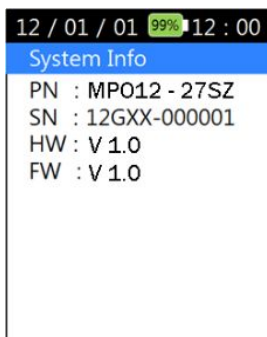 12 / 01 / 01 99% 12 : 00
System Info
PN : MPO12 - 27SZ
SN : 12GXX-000001
HW : V 1.0
FW : V 1.0